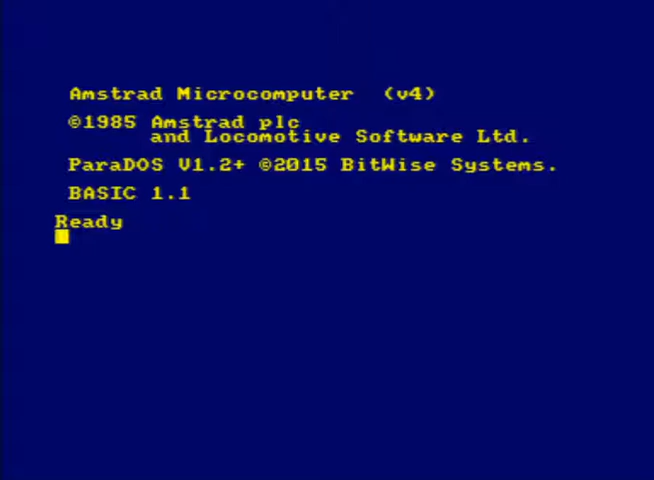 Amstrad Microcomputer (v4)
©1985 Amstrad plc
and Locomotive Software Ltd.
ParaDOS V1.2+ ©2015 BitWise Systems.
BASIC 1.1
Ready